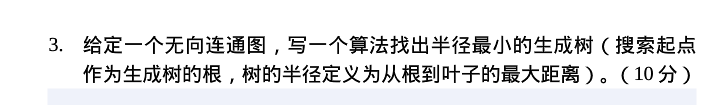 3. 给定一个无向连通图，写一个算法找出半径最小的生成树（搜索起点
作为生成树的根，树的半径定义为从根到叶子的最大距离）。（10 分）